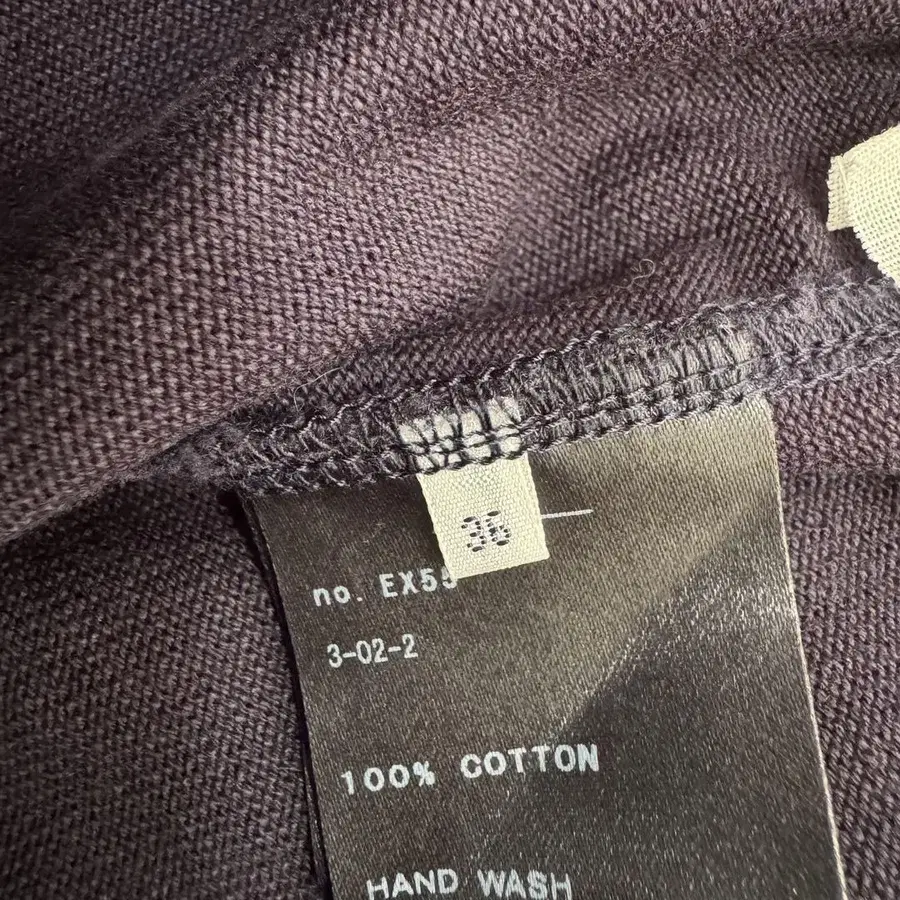 36
no. EX55
3-02-2
100% COTTON
HAND WASH